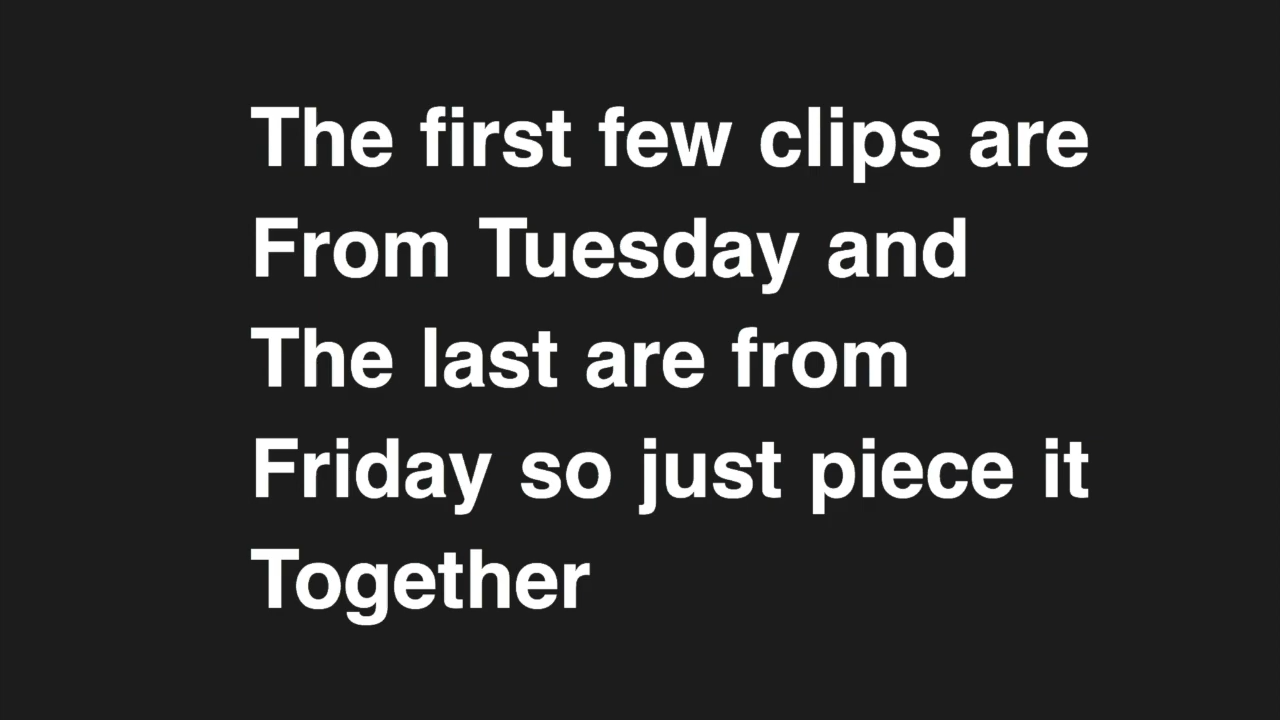 The first few clips are
From Tuesday and
The last are from
Friday so just piece it
Together